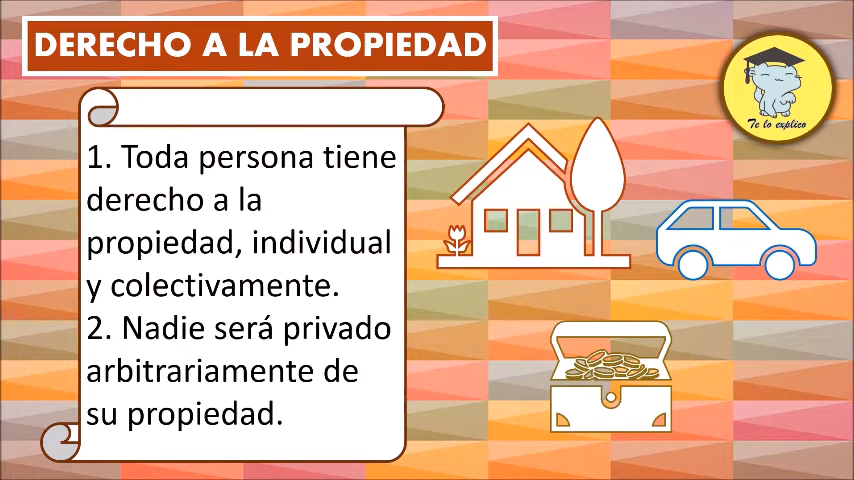 DERECHO A LA PROPIEDAD
Te lo explico
1. Toda persona tiene
derecho a la
propiedad, individual
y colectivamente.
2. Nadie será privado
arbitrariamente de
su propiedad.